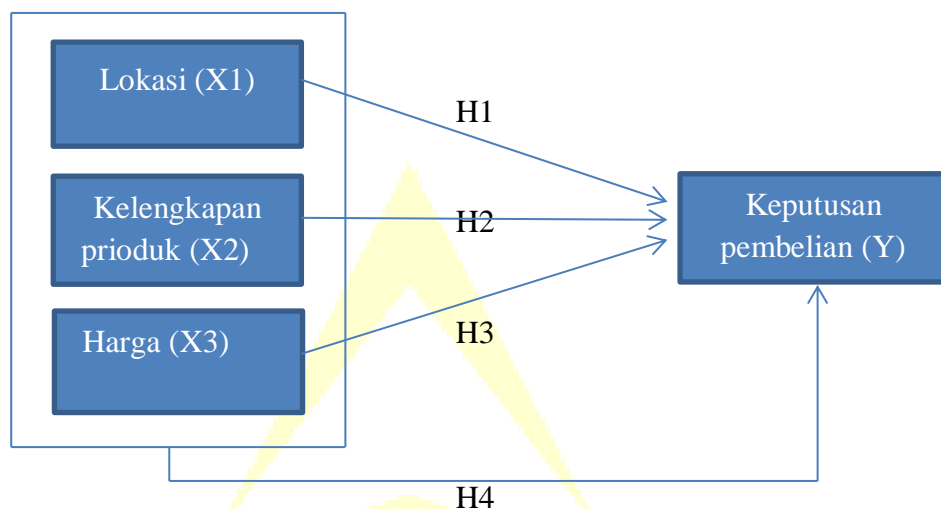 Lokasi (X1)
H1
Kelengkapan
prioduk (X2)
H2
Keputusan
pembelian (Y)
Harga (X3)
H3
H4